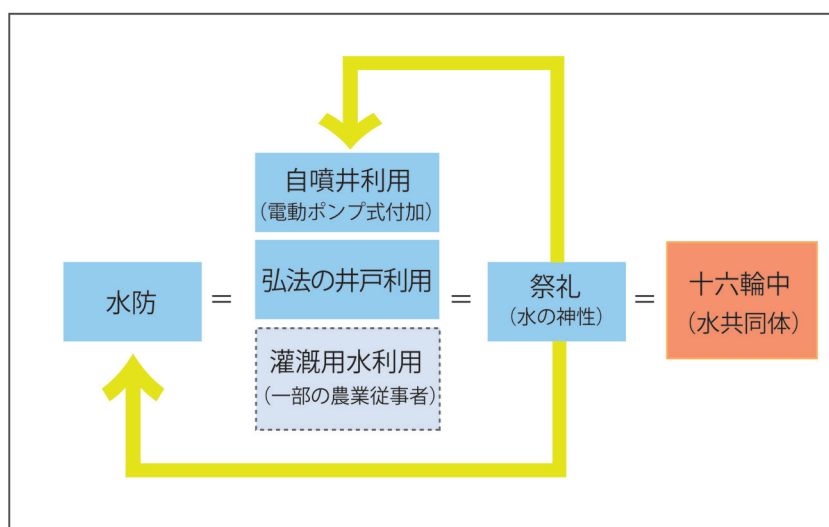 自噴井利用
（電動ポンプ式付加）
水防
=
弘法の井戸利用
=
祭礼
（水の神性）
=
十六輪中
（水共同体）
灌漑用水利用
（一部の農業従事者）